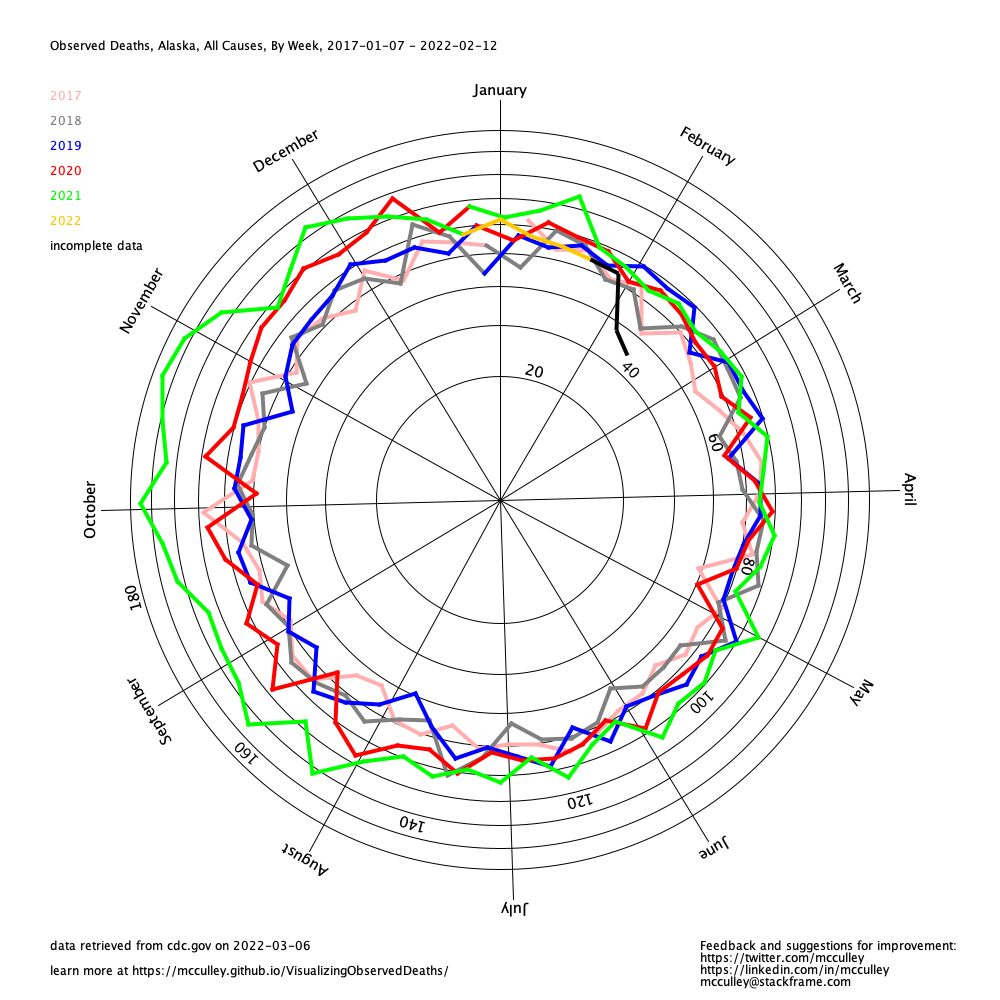 Observed Deaths, Alaska, All Causes, By Week, 2017-01-07 - 2022-02-12
2017
2018
2019
2020
2021
2022
incomplete data
January
February
March
April
May
June
July
August
September
October
November
December
20
40
60
80
100
120
140
160
180
data retrieved from cdc.gov on 2022-03-06
learn more at https://mcculley.github.io/VisualizingObservedDeaths/
Feedback and suggestions for improvement:
https://twitter.com/mcculley
https://linkedin.com/in/mcculley
mcculley@stackframe.com